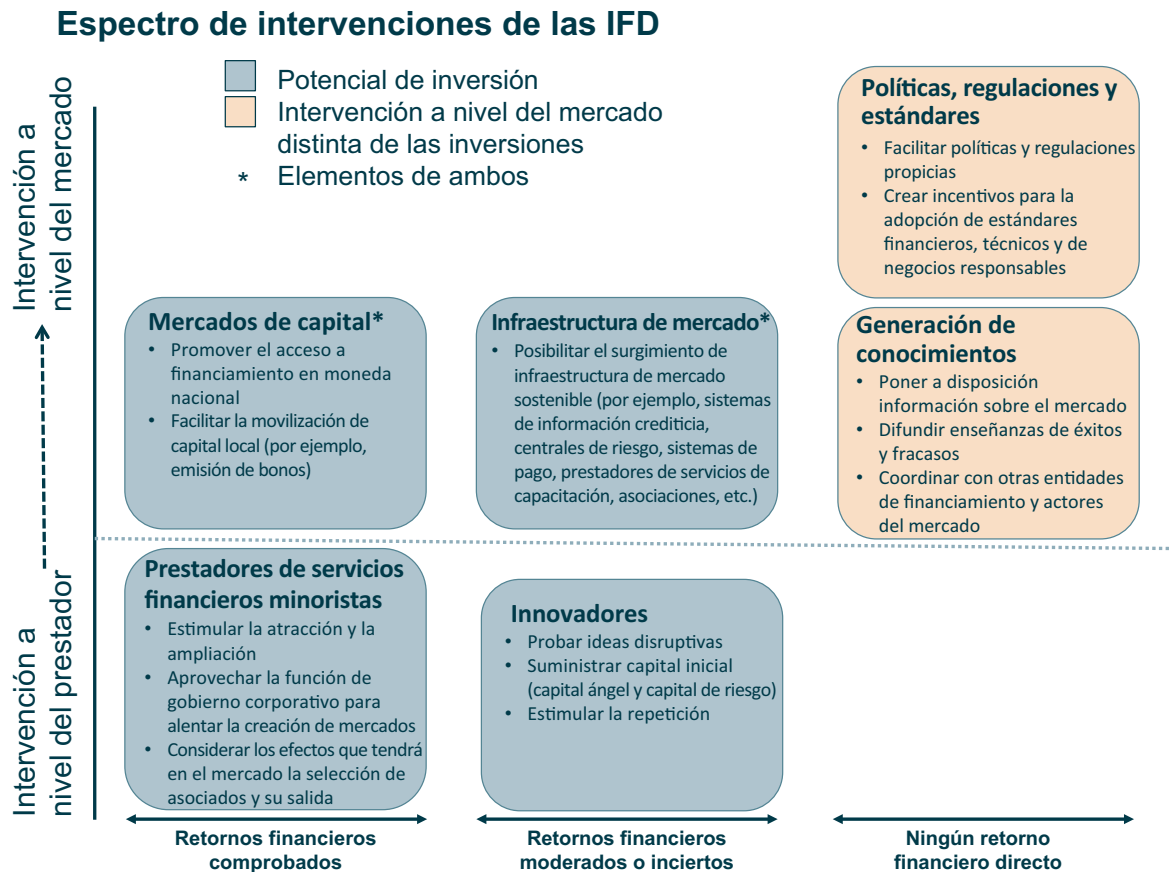 Espectro de intervenciones de las IFD
Potencial de inversión
Intervención a nivel del mercado
distinta de las inversiones
* Elementos de ambos
Intervención a
nivel del mercado
Intervención a
nivel del prestador
Políticas, regulaciones y
estándares
• Facilitar políticas y regulaciones
propicias
• Crear incentivos para la
adopción de estándares
financieros, técnicos y de
negocios responsables
Mercados de capital*
• Promover el acceso a
financiamiento en moneda
nacional
• Facilitar la movilización de
capital local (por ejemplo,
emisión de bonos)
Infraestructura de mercado*
• Posibilitar el surgimiento de
infraestructura de mercado
sostenible (por ejemplo, sistemas
de información crediticia,
centrales de riesgo, sistemas de
pago, prestadores de servicios de
capacitación, asociaciones, etc.)
Generación de
conocimientos
• Poner a disposición
información sobre el mercado
• Difundir enseñanzas de éxitos
y fracasos
• Coordinar con otras entidades
de financiamiento y actores
del mercado
Prestadores de servicios
financieros minoristas
• Estimular la atracción y la
ampliación
• Aprovechar la función de
gobierno corporativo para
alentar la creación de mercados
• Considerar los efectos que tendrá
en el mercado la selección de
asociados y su salida
Innovadores
• Probar ideas disruptivas
• Suministrar capital inicial
(capital ángel y capital de riesgo)
• Estimular la repetición
Retornos financieros
comprobados
Retornos financieros
moderados o inciertos
Ningún retorno
financiero directo